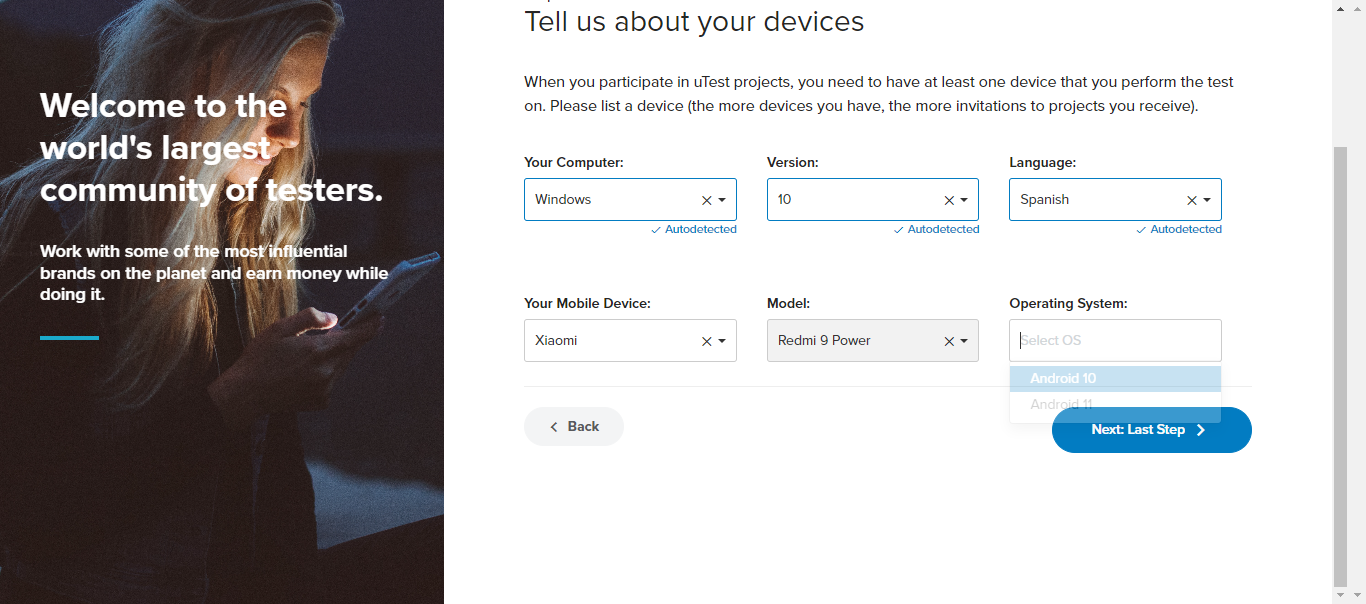 Tell us about your devices
Welcome to the
world's largest
community of testers.
Work with some of the most influential
brands on the planet and earn money while
doing it.
When you participate in uTest projects, you need to have at least one device that you perform the test
on. Please list a device (the more devices you have, the more invitations to projects you receive).
Your Computer:
Version:
Language:
Windows
10
Spanish
Autodetected
Autodetected
Autodetected
Your Mobile Device:
Model:
Operating System:
Xiaomi
Redmi 9 Power
Select OS
Android 10
Android 11
Back
Next: Last Step